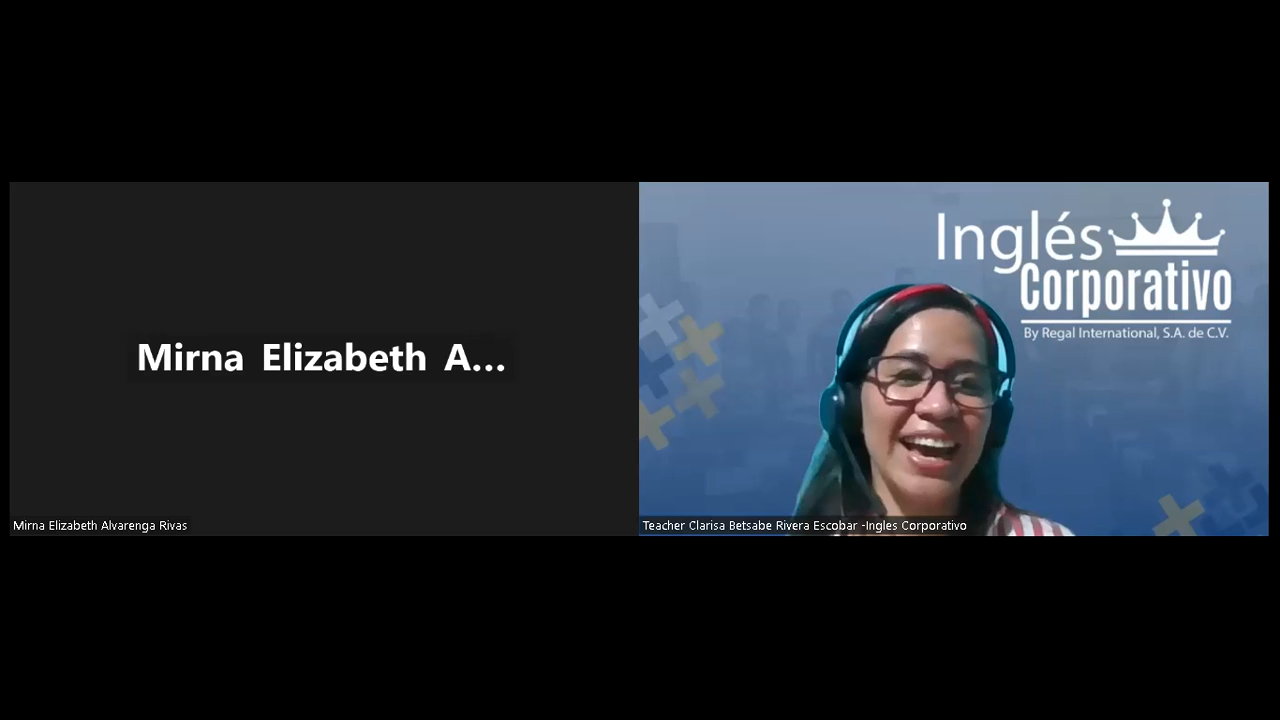 Mirna Elizabeth A...
Mirna Elizabeth Alvarenga Rivas
Inglés
Corporativo
By Regal International, S.A. de C.V.
Teacher Clarisa Betsabe Rivera Escobar -Ingles Corporativo